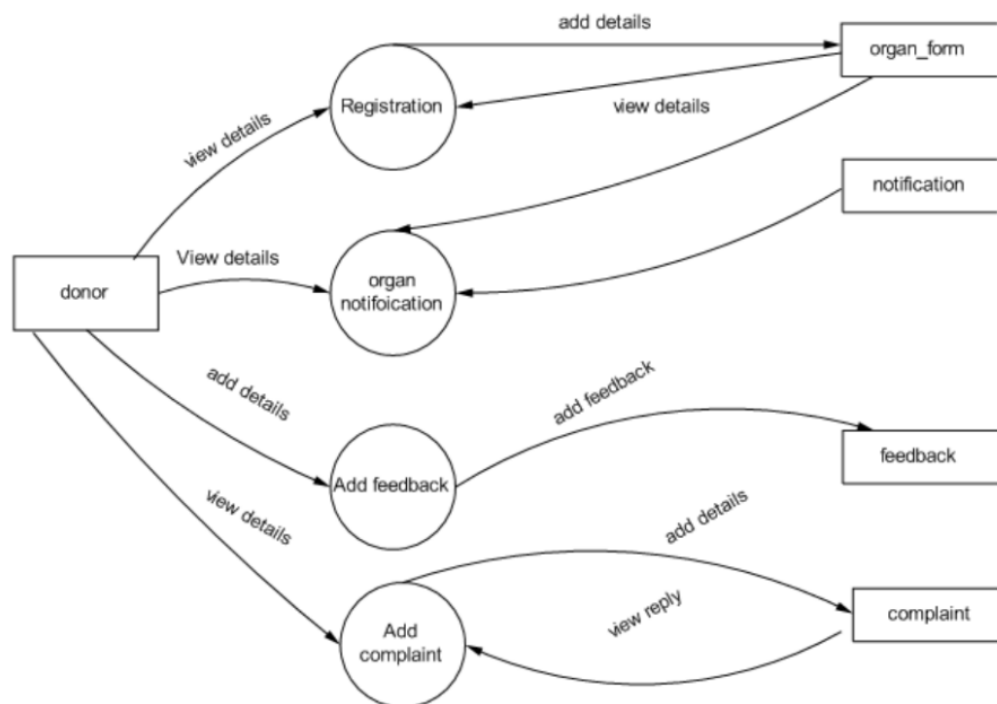 add details
organ_form
Registration
view details
view details
notification
View details
organ
notifoication
donor
add details
add feedback
feedback
Add feedback
view details
add details
view reply
complaint
Add
complaint